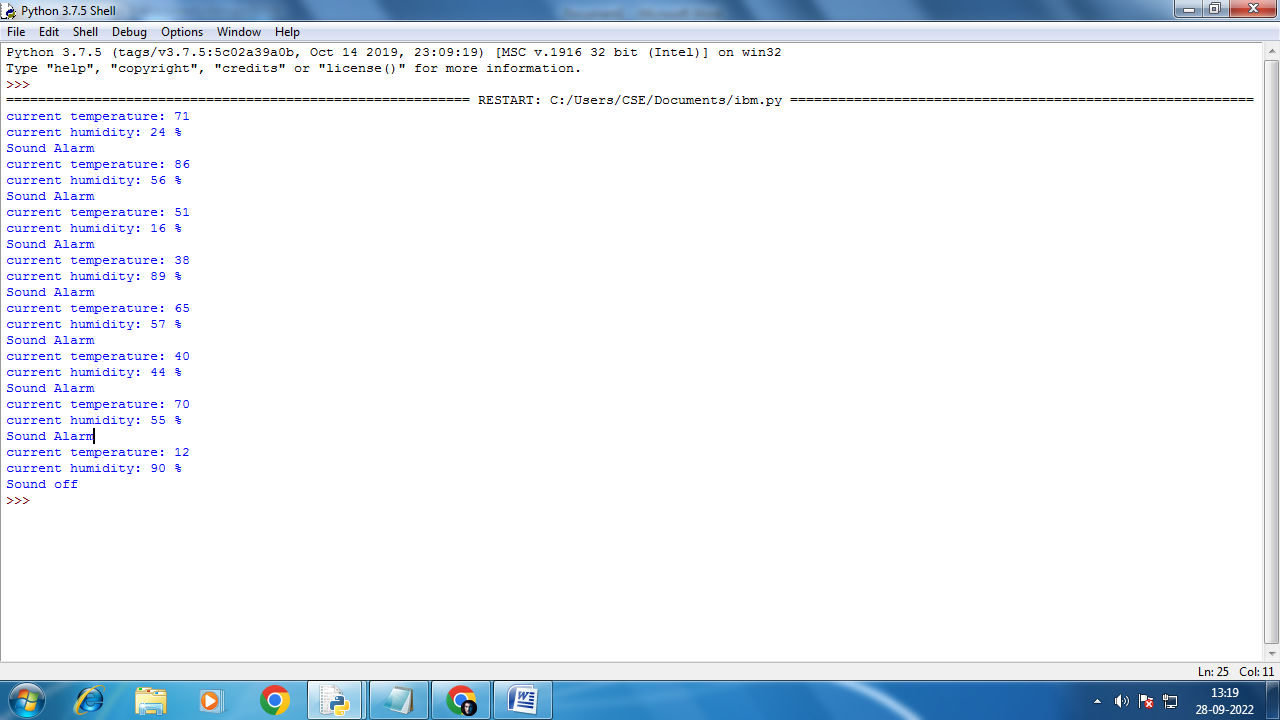 Python 3.7.5 Shell
File Edit Shell Debug Options Window Help
Python 3.7.5 (tags/v3.7.5:5c02a39a0b, Oct 14 2019, 23:09:19) [MSC v.1916 32 bit (Intel)] on win32
Type "help", "copyright", "credits" or "license()" for more information.
>>>
========================================================== RESTART: C:/Users/CSE/Documents/ibm.py ==========================================================
current temperature: 71
current humidity: 24 %
Sound Alarm
current temperature: 86
current humidity: 56 %
Sound Alarm
current temperature: 51
current humidity: 16 %
Sound Alarm
current temperature: 38
current humidity: 89 %
Sound Alarm
current temperature: 65
current humidity: 57 %
Sound Alarm
current temperature: 40
current humidity: 44 %
Sound Alarm
current temperature: 70
current humidity: 55 %
Sound Alarm
current temperature: 12
current humidity: 90 %
Sound off
>>>
Ln: 25 Col: 11
13:19
28-09-2022